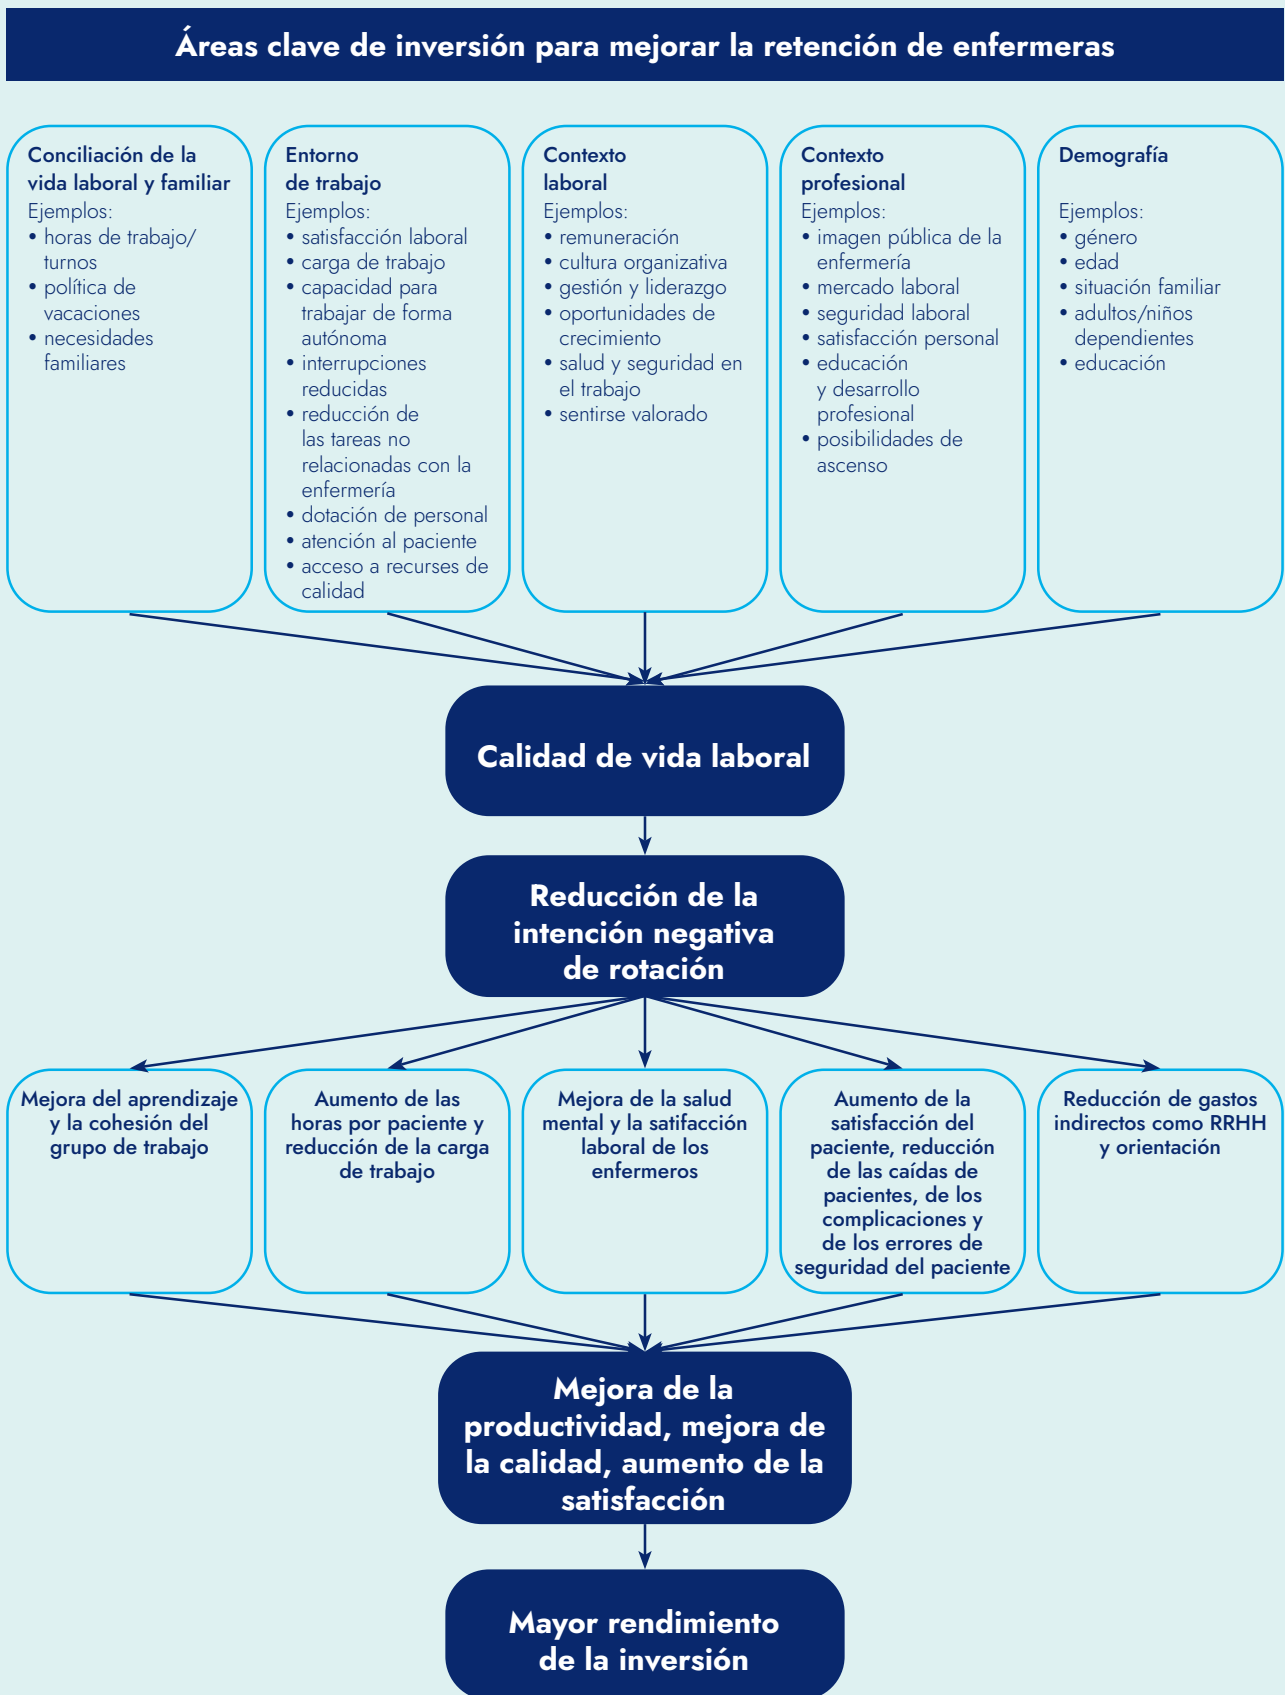 Áreas clave de inversión para mejorar la retención de enfermeras
Conciliación de la
vida laboral y familiar
Ejemplos:
• horas de trabajo/
turnos
• política de
vacaciones
• necesidades
familiares
Entorno
de trabajo
Ejemplos:
• satisfacción laboral
• carga de trabajo
• capacidad para
trabajar de forma
autónoma
• interrupciones
reducidas
• reducción de
las tareas no
relacionadas con la
enfermería
• dotación de personal
• atención al paciente
• acceso a recurses de
calidad
Contexto
laboral
Ejemplos:
• remuneración
• cultura organizativa
• gestión y liderazgo
• oportunidades de
crecimiento
• salud y seguridad en
el trabajo
• sentirse valorado
Contexto
profesional
Ejemplos:
• imagen pública de la
enfermería
• mercado laboral
• seguridad laboral
• satisfacción personal
• educación
y desarrollo
profesional
• posibilidades de
ascenso
Demografía
Ejemplos:
• género
• edad
• situación familiar
• adultos/niños
dependientes
• educación
Calidad de vida laboral
Reducción de la
intención negativa
de rotación
Mejora del aprendizaje
y la cohesión del
grupo de trabajo
Aumento de las
horas por paciente y
reducción de la carga
de trabajo
Mejora de la salud
mental y la satifacción
laboral de los
enfermeros
Aumento de la
satisfacción del
paciente, reducción
de las caídas de
pacientes, de los
complicaciones y
de los errores de
seguridad del paciente
Reducción de gastos
indirectos como RRHH
y orientación
Mejora de la
productividad, mejora de
la calidad, aumento de la
satisfacción
Mayor rendimiento
de la inversión